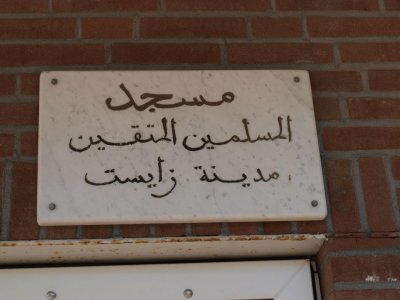 مسجد
المسلمين المتقين
مدينة زايست